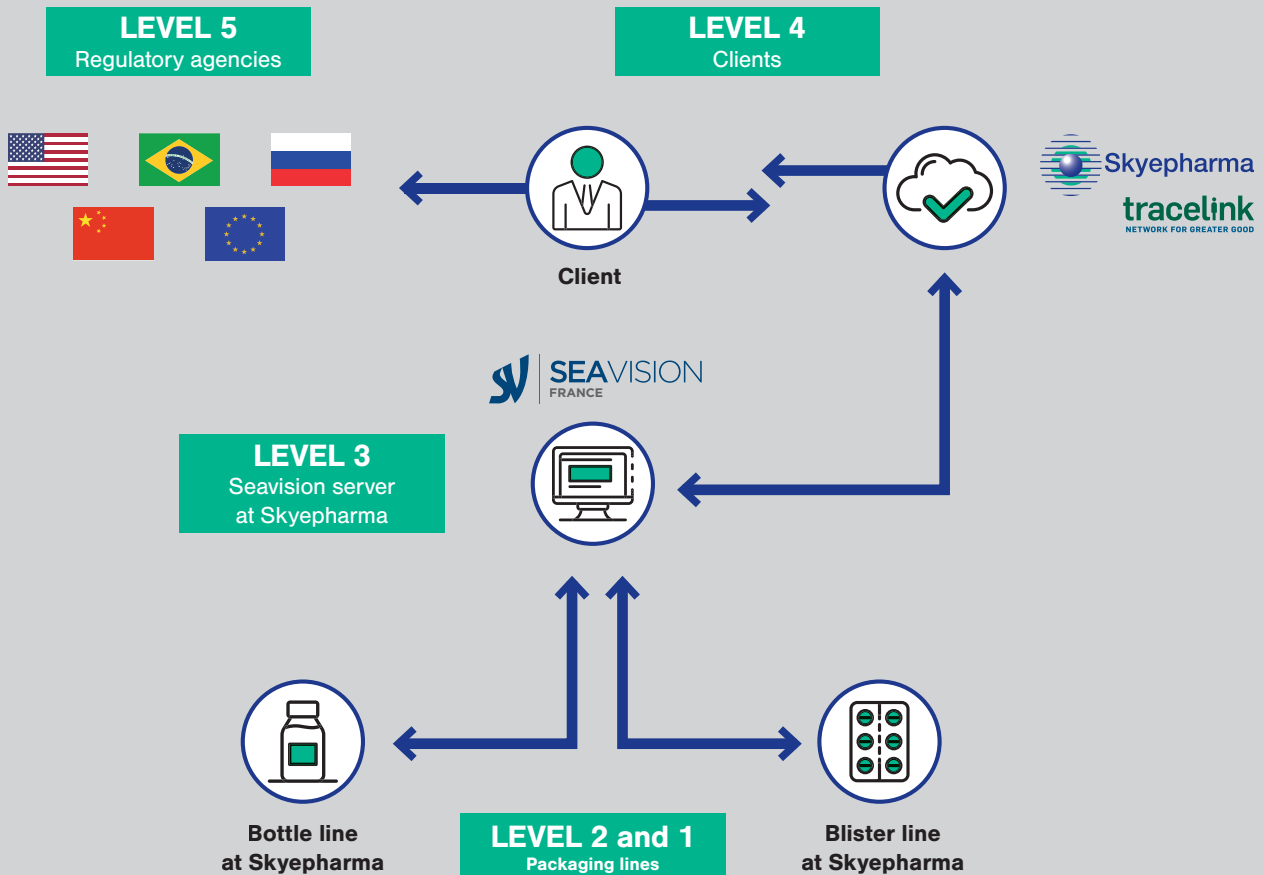 LEVEL 5
Regulatory agencies
LEVEL 4
Clients
Skyepharma
tracelink
NETWORK FOR GREATER GOOD
Client
SV
SEAVISION
FRANCE
LEVEL 3
Seavision server
at Skyepharma
Bottle line
at Skyepharma
LEVEL 2 and 1
Packaging lines
Blister line
at Skyepharma